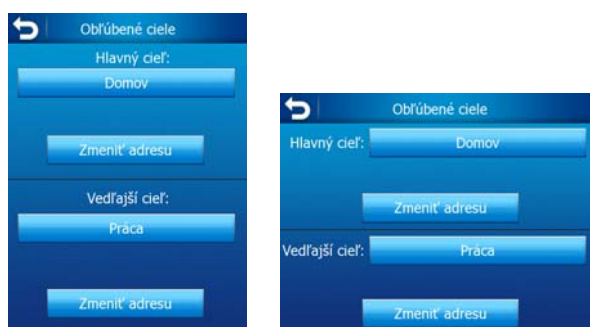 Obľúbené ciele
Hlavný cieľ:
Domov
Zmeniť adresu
Vedľajší cieľ:
Práca
Zmeniť adresu
Obľúbené ciele
Hlavný cieľ: Domov
Zmeniť adresu
Vedľajší cieľ: Práca
Zmeniť adresu